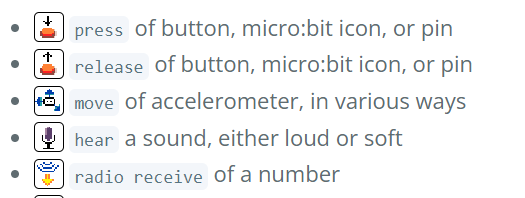 press of button, micro:bit icon, or pin
release of button, micro:bit icon, or pin
move of accelerometer, in various ways
hear a sound, either loud or soft
radio receive of a number